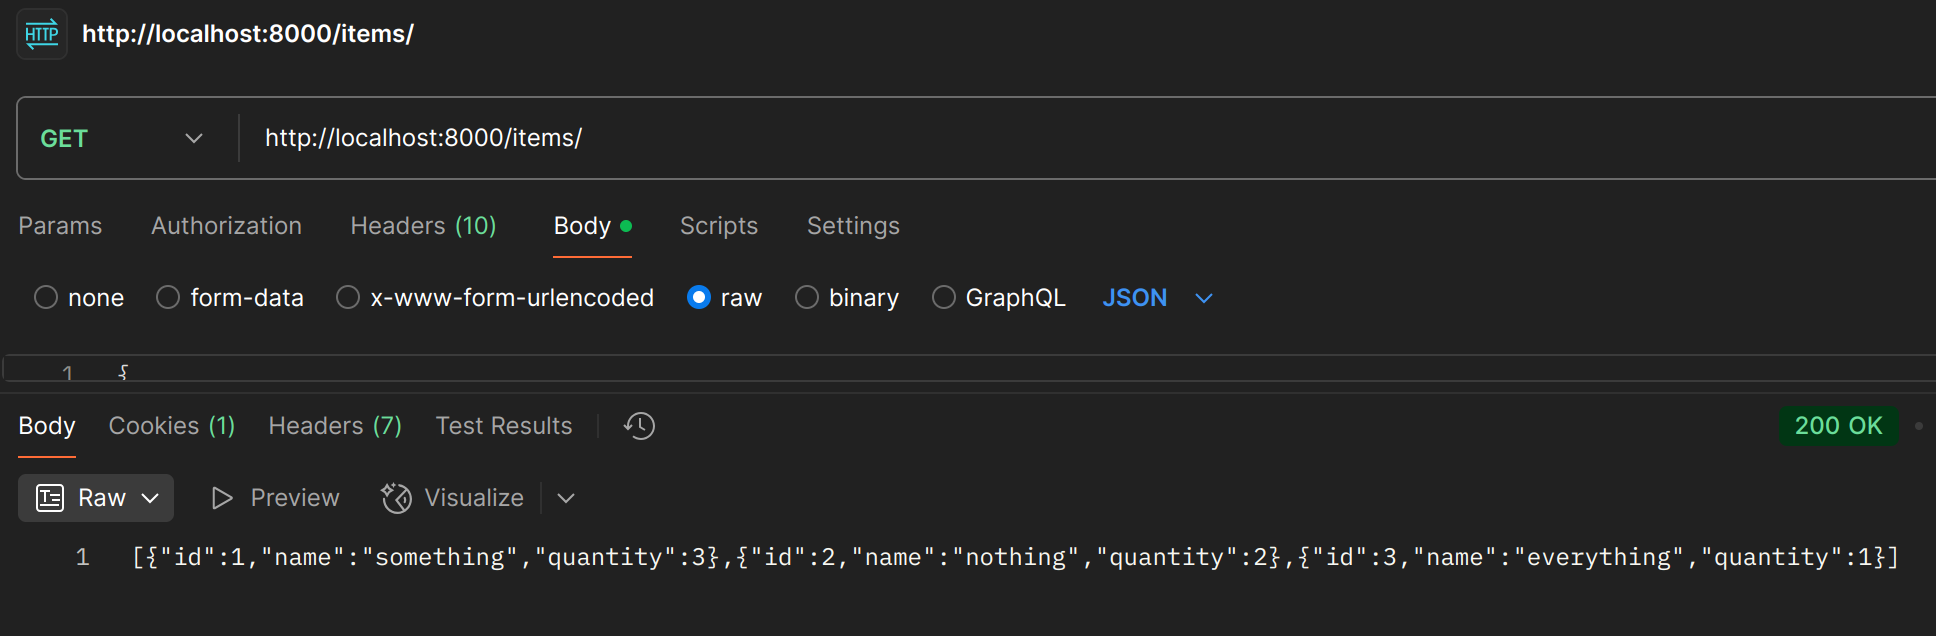 HTTP http://localhost:8000/items/
GET http://localhost:8000/items/
Params Authorization Headers (10) Body Scripts Settings
none form-data x-www-form-urlencoded raw binary GraphQL JSON
1 {
Body Cookies (1) Headers (7) Test Results 200 OK
Raw Preview Visualize
1 [{"id":1,"name":"something","quantity":3},{"id":2,"name":"nothing","quantity":2},{"id":3,"name":"everything","quantity":1}]